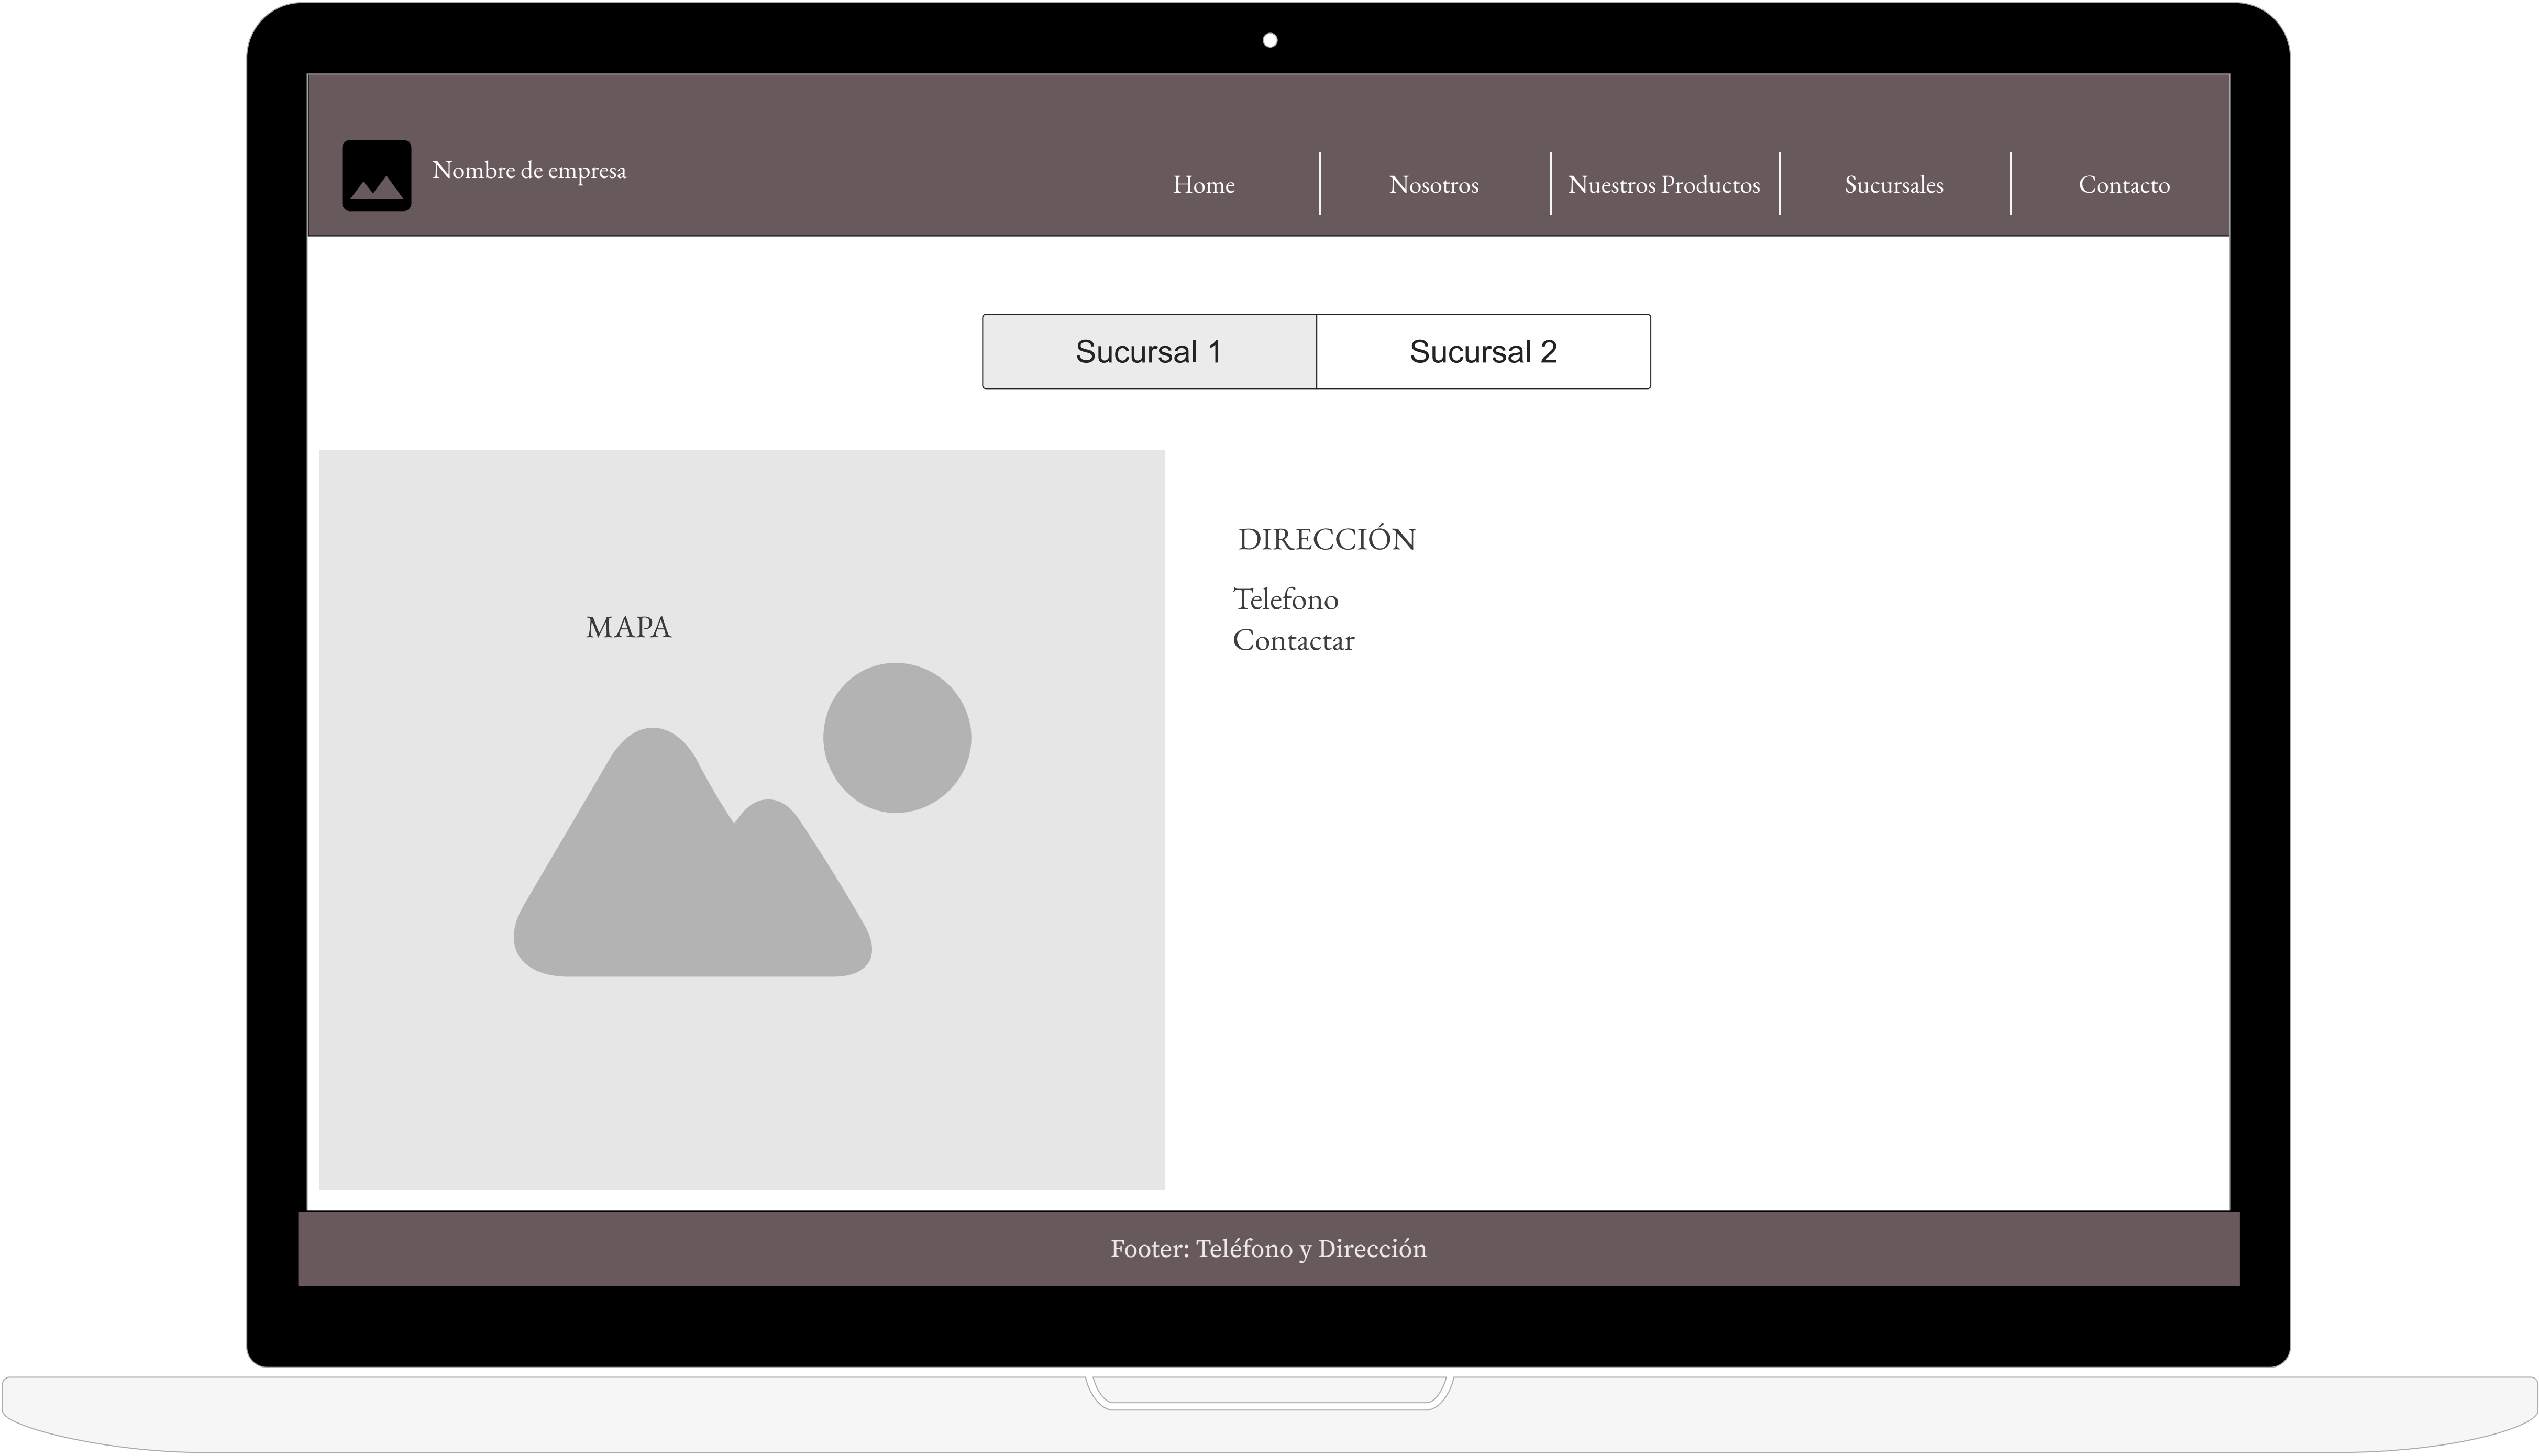 Nombre de empresa
Home
Nosotros
Nuestros Productos
Sucursales
Contacto
Sucursal 1
Sucursal 2
MAPA
DIRECCIÓN
Telefono
Contactar
Footer: Teléfono y Dirección